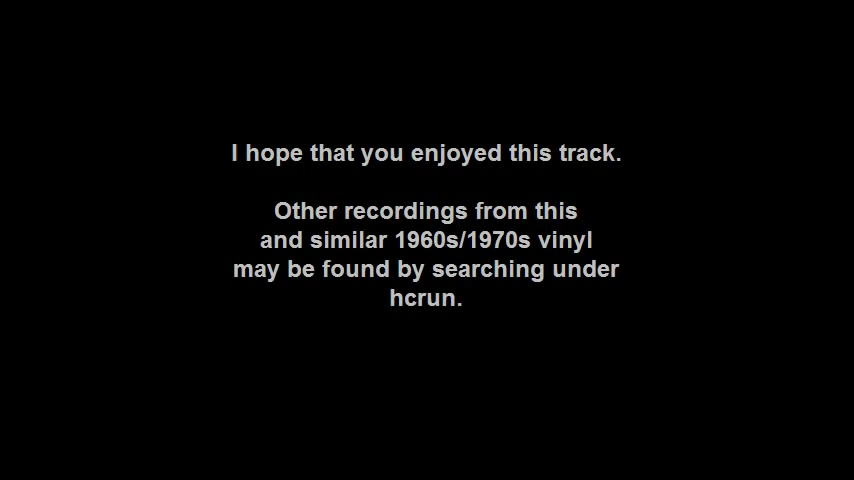 I hope that you enjoyed this track.
Other recordings from this
and similar 1960s/1970s vinyl
may be found by searching under
hcrun.